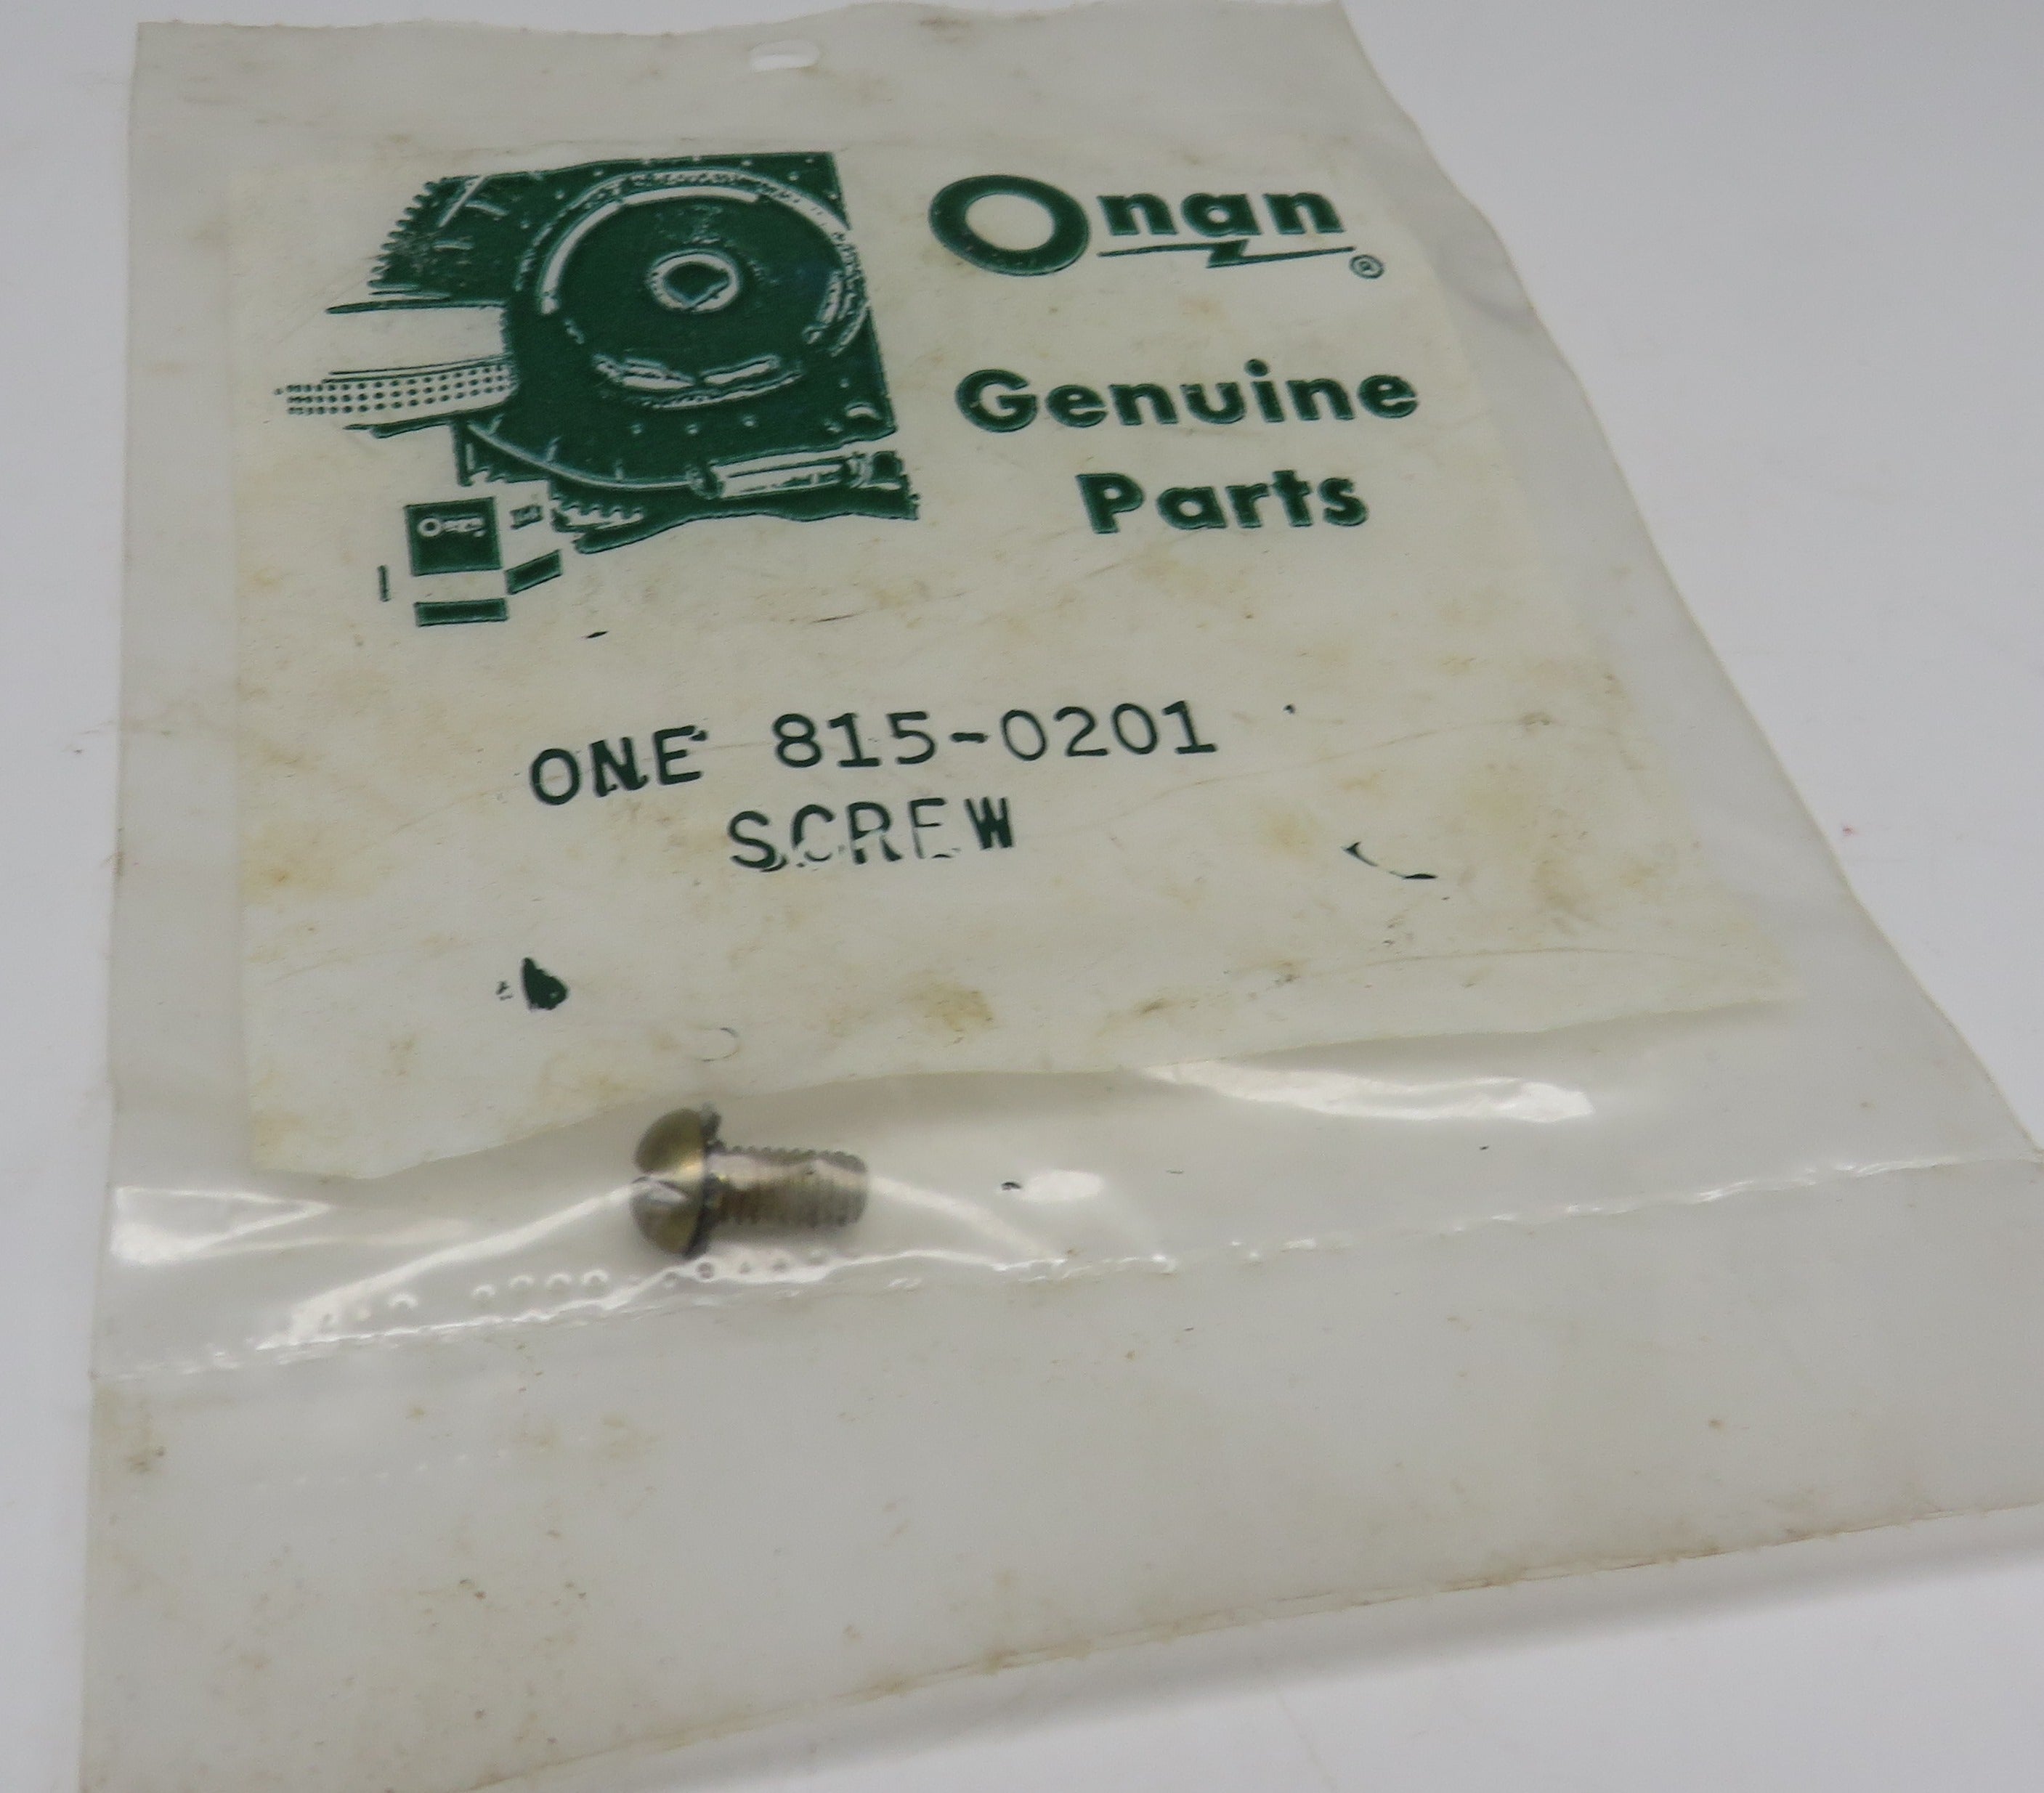 Onan®
Genuine
Parts
ONE 815-0201
SCREW